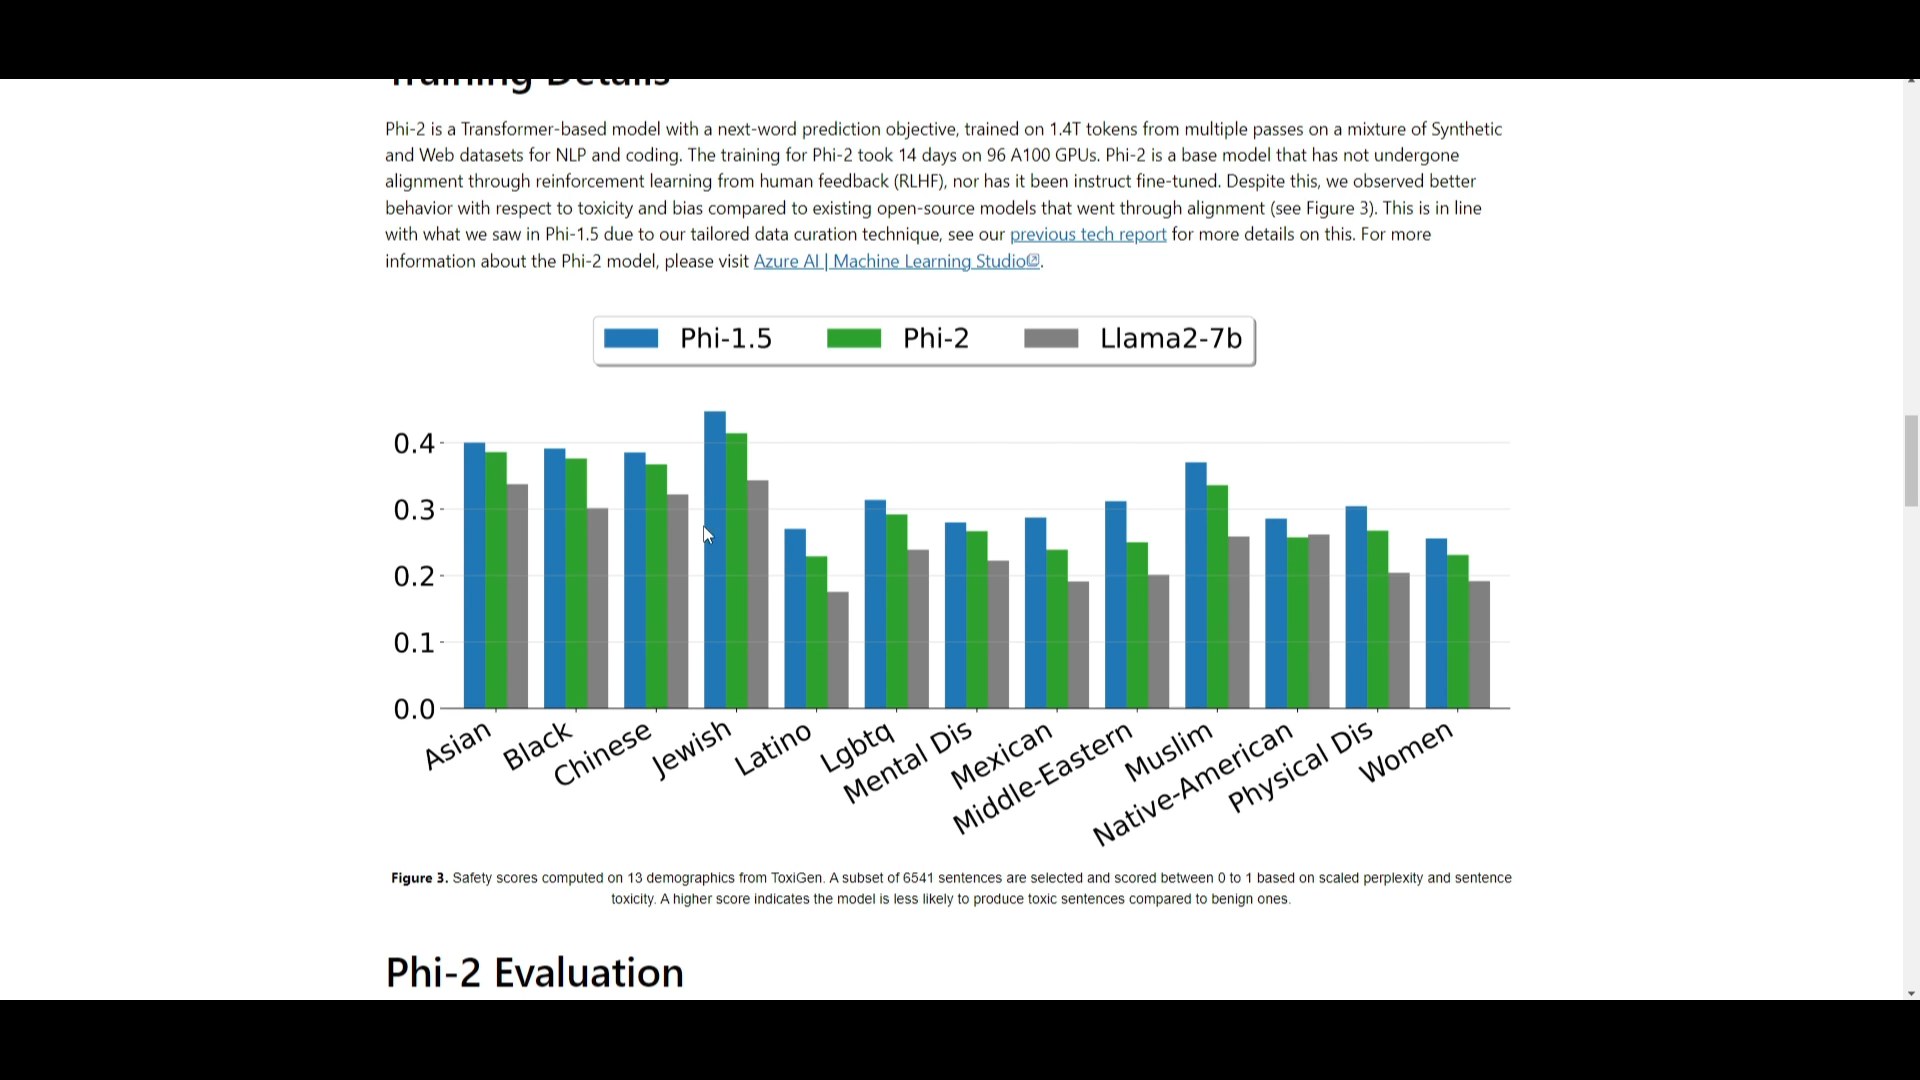 Training Details
Phi-2 is a Transformer-based model with a next-word prediction objective, trained on 1.4T tokens from multiple passes on a mixture of Synthetic
and Web datasets for NLP and coding. The training for Phi-2 took 14 days on 96 A100 GPUs. Phi-2 is a base model that has not undergone
alignment through reinforcement learning from human feedback (RLHF), nor has it been instruct fine-tuned. Despite this, we observed better
behavior with respect to toxicity and bias compared to existing open-source models that went through alignment (see Figure 3). This is in line
with what we saw in Phi-1.5 due to our tailored data curation technique, see our previous tech report for more details on this. For more
information about the Phi-2 model, please visit Azure AI | Machine Learning Studio.
Phi-1.5 Phi-2 Llama2-7b
0.4
0.3
0.2
0.1
0.0
Asian Black Chinese Jewish Latino Lgbtq Mental Dis Mexican Middle-Eastern Muslim Native-American Physical Dis Women
Figure 3. Safety scores computed on 13 demographics from ToxiGen. A subset of 6541 sentences are selected and scored between 0 to 1 based on scaled perplexity and sentence
toxicity. A higher score indicates the model is less likely to produce toxic sentences compared to benign ones.
Phi-2 Evaluation